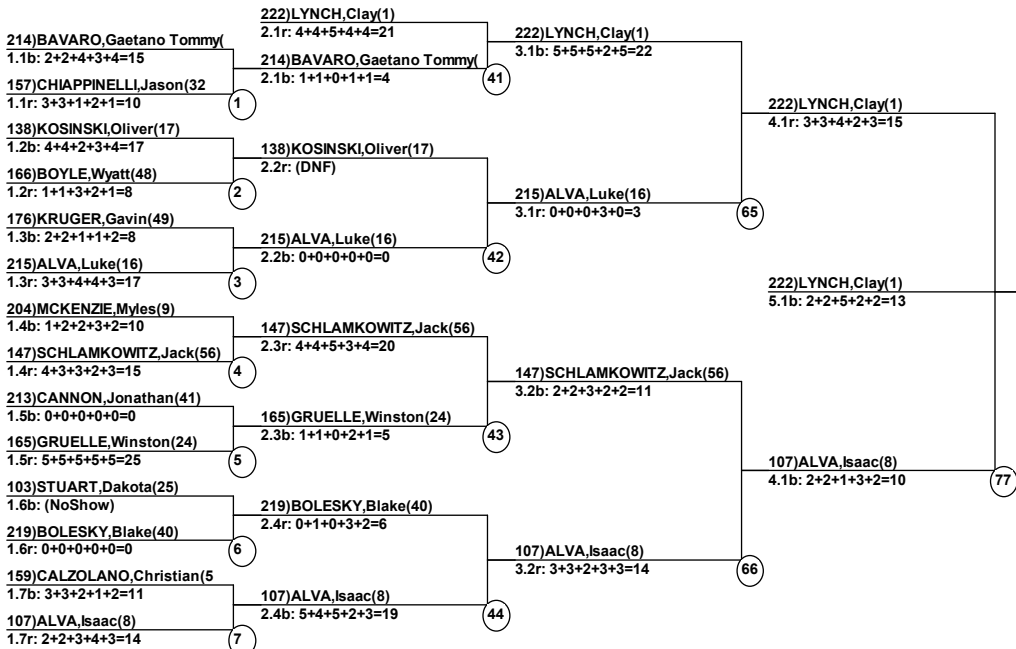 214)BAVARO,Gaetano Tommy(
1.1b: 2+2+4+3+4=15
157)CHIAPPINELLI,Jason(32
1.1r: 3+3+1+2+1=10
1
138)KOSINSKI,Oliver(17)
1.2b: 4+4+2+3+4=17
166)BOYLE,Wyatt(48)
1.2r: 1+1+3+2+1=8
2
176)KRUGER,Gavin(49)
1.3b: 2+2+1+1+2=8
215)ALVA,Luke(16)
1.3r: 3+3+4+4+3=17
3
204)MCKENZIE,Myles(9)
1.4b: 1+2+2+3+2=10
147)SCHLAMKOWITZ,Jack(56)
1.4r: 4+3+3+2+3=15
4
213)CANNON,Jonathan(41)
1.5b: 0+0+0+0+0=0
165)GRUELLE,Winston(24)
1.5r: 5+5+5+5+5=25
5
103)STUART,Dakota(25)
1.6b: (NoShow)
219)BOLESKY,Blake(40)
1.6r: 0+0+0+0+0=0
6
159)CALZOLANO,Christian(5
1.7b: 3+3+2+1+2=11
107)ALVA,Isaac(8)
1.7r: 2+2+3+4+3=14
7
222)LYNCH,Clay(1)
2.1r: 4+4+5+4+4=21
214)BAVARO,Gaetano Tommy(
2.1b: 1+1+0+1+1=4
41
138)KOSINSKI,Oliver(17)
2.2r: (DNF)
215)ALVA,Luke(16)
2.2b: 0+0+0+0+0=0
42
147)SCHLAMKOWITZ,Jack(56)
2.3r: 4+4+5+3+4=20
165)GRUELLE,Winston(24)
2.3b: 1+1+0+2+1=5
43
219)BOLESKY,Blake(40)
2.4r: 0+1+0+3+2=6
107)ALVA,Isaac(8)
2.4b: 5+4+5+2+3=19
44
222)LYNCH,Clay(1)
3.1b: 5+5+5+2+5=22
215)ALVA,Luke(16)
3.1r: 0+0+0+3+0=3
65
147)SCHLAMKOWITZ,Jack(56)
3.2b: 2+2+3+2+2=11
107)ALVA,Isaac(8)
3.2r: 3+3+2+3+3=14
66
222)LYNCH,Clay(1)
4.1r: 3+3+4+2+3=15
107)ALVA,Isaac(8)
4.1b: 2+2+1+3+2=10
77
222)LYNCH,Clay(1)
5.1b: 2+2+5+2+2=13